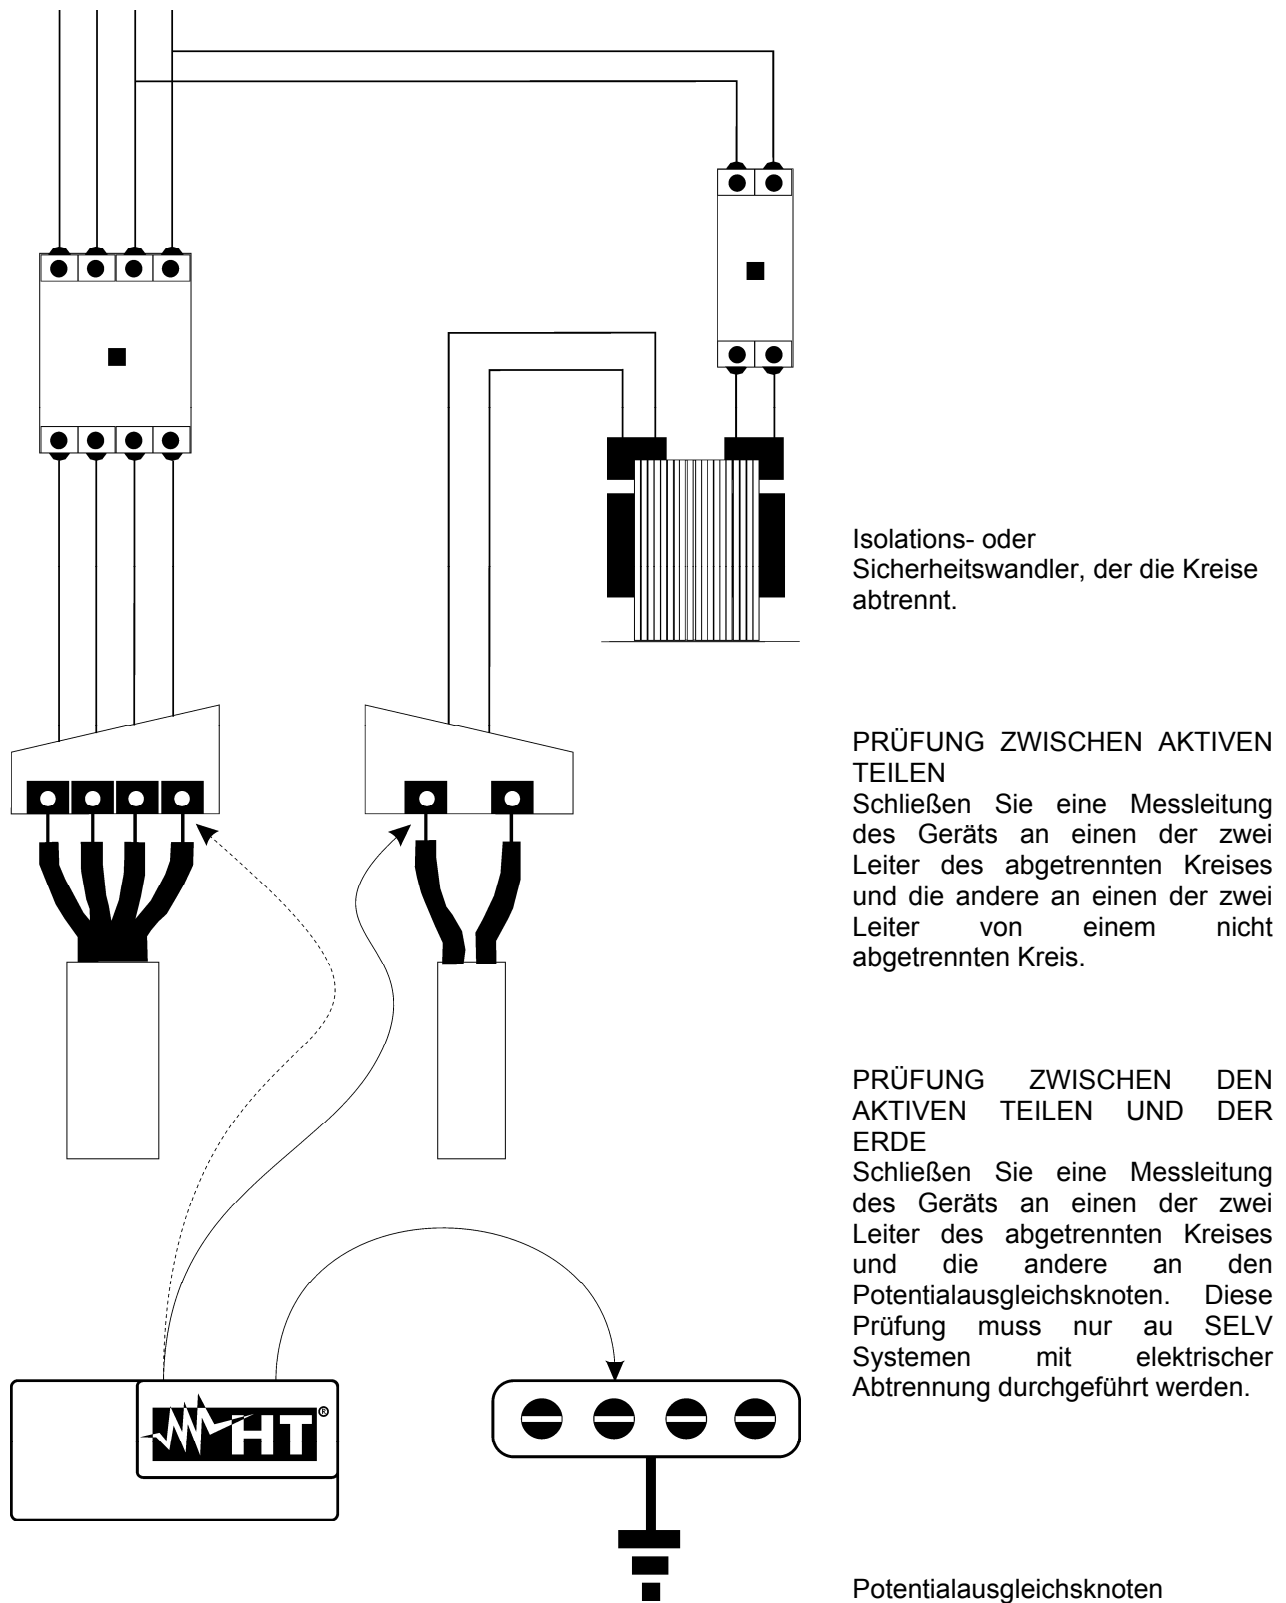 Isolations- oder
Sicherheitswandler, der die Kreise
abtrennt.
PRÜFUNG ZWISCHEN AKTIVEN
TEILEN
Schließen Sie eine Messleitung
des Geräts an einen der zwei
Leiter des abgetrennten Kreises
und die andere an einen der zwei
Leiter von einem nicht
abgetrennten Kreis.
PRÜFUNG ZWISCHEN DEN
AKTIVEN TEILEN UND DER
ERDE
Schließen Sie eine Messleitung
des Geräts an einen der zwei
Leiter des abgetrennten Kreises
und die andere an den
Potentialausgleichsknoten. Diese
Prüfung muss nur au SELV
Systemen mit elektrischer
Abtrennung durchgeführt werden.
HT®
Potentialausgleichsknoten